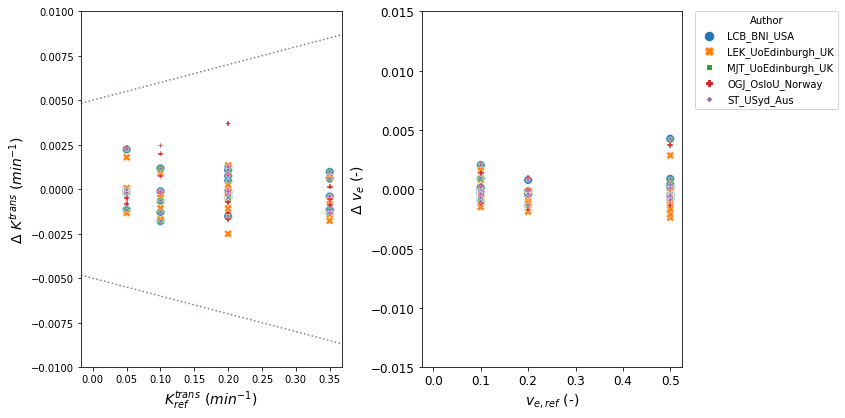 0.0100
0.0075
0.0050
0.0025
0.0000
−0.0025
−0.0050
−0.0075
−0.0100
Δ K^trans (min^−1)
0.00 0.05 0.10 0.15 0.20 0.25 0.30 0.35
K_ref^trans (min^−1)
0.015
0.010
0.005
0.000
−0.005
−0.010
−0.015
Δ v_e (-)
0.0 0.1 0.2 0.3 0.4 0.5
v_e,ref (-)
Author
LCB_BNI_USA
LEK_UoEdinburgh_UK
MJT_UoEdinburgh_UK
OGJ_OsloU_Norway
ST_USyd_Aus